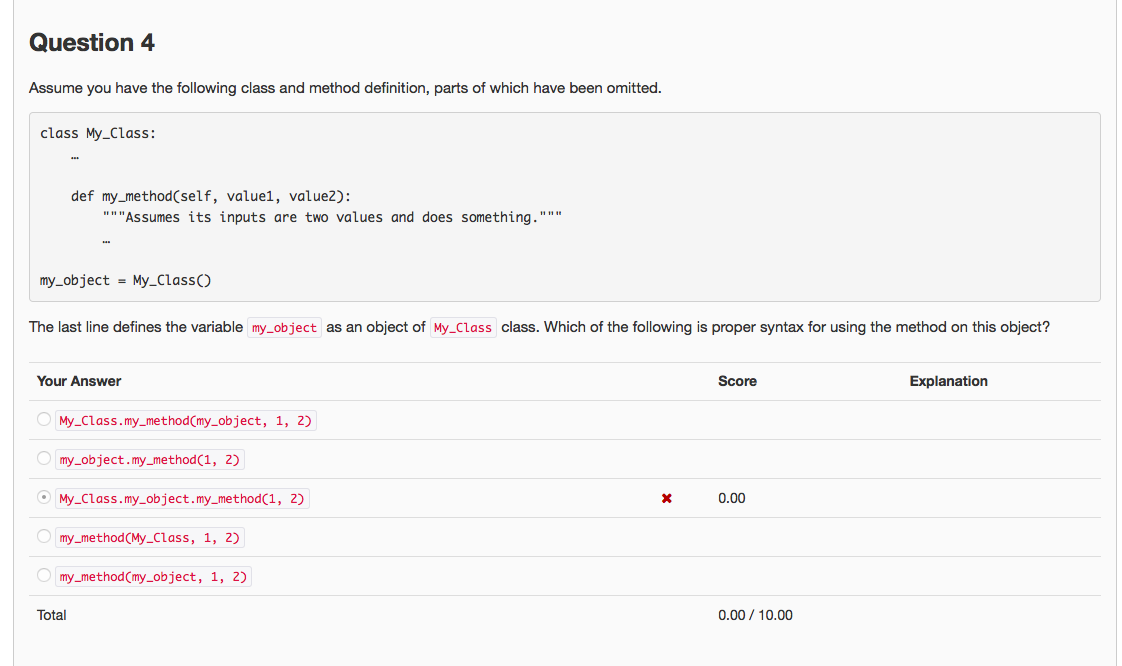 Question 4
Assume you have the following class and method definition, parts of which have been omitted.
class My_Class:
…
def my_method(self, value1, value2):
"""Assumes its inputs are two values and does something."""
…
my_object = My_Class()
The last line defines the variable my_object as an object of My_Class class. Which of the following is proper syntax for using the method on this object?
Your Answer Score Explanation
My_Class.my_method(my_object, 1, 2)
my_object.my_method(1, 2)
My_Class.my_object.my_method(1, 2) ✖ 0.00
my_method(My_Class, 1, 2)
my_method(my_object, 1, 2)
Total 0.00 / 10.00